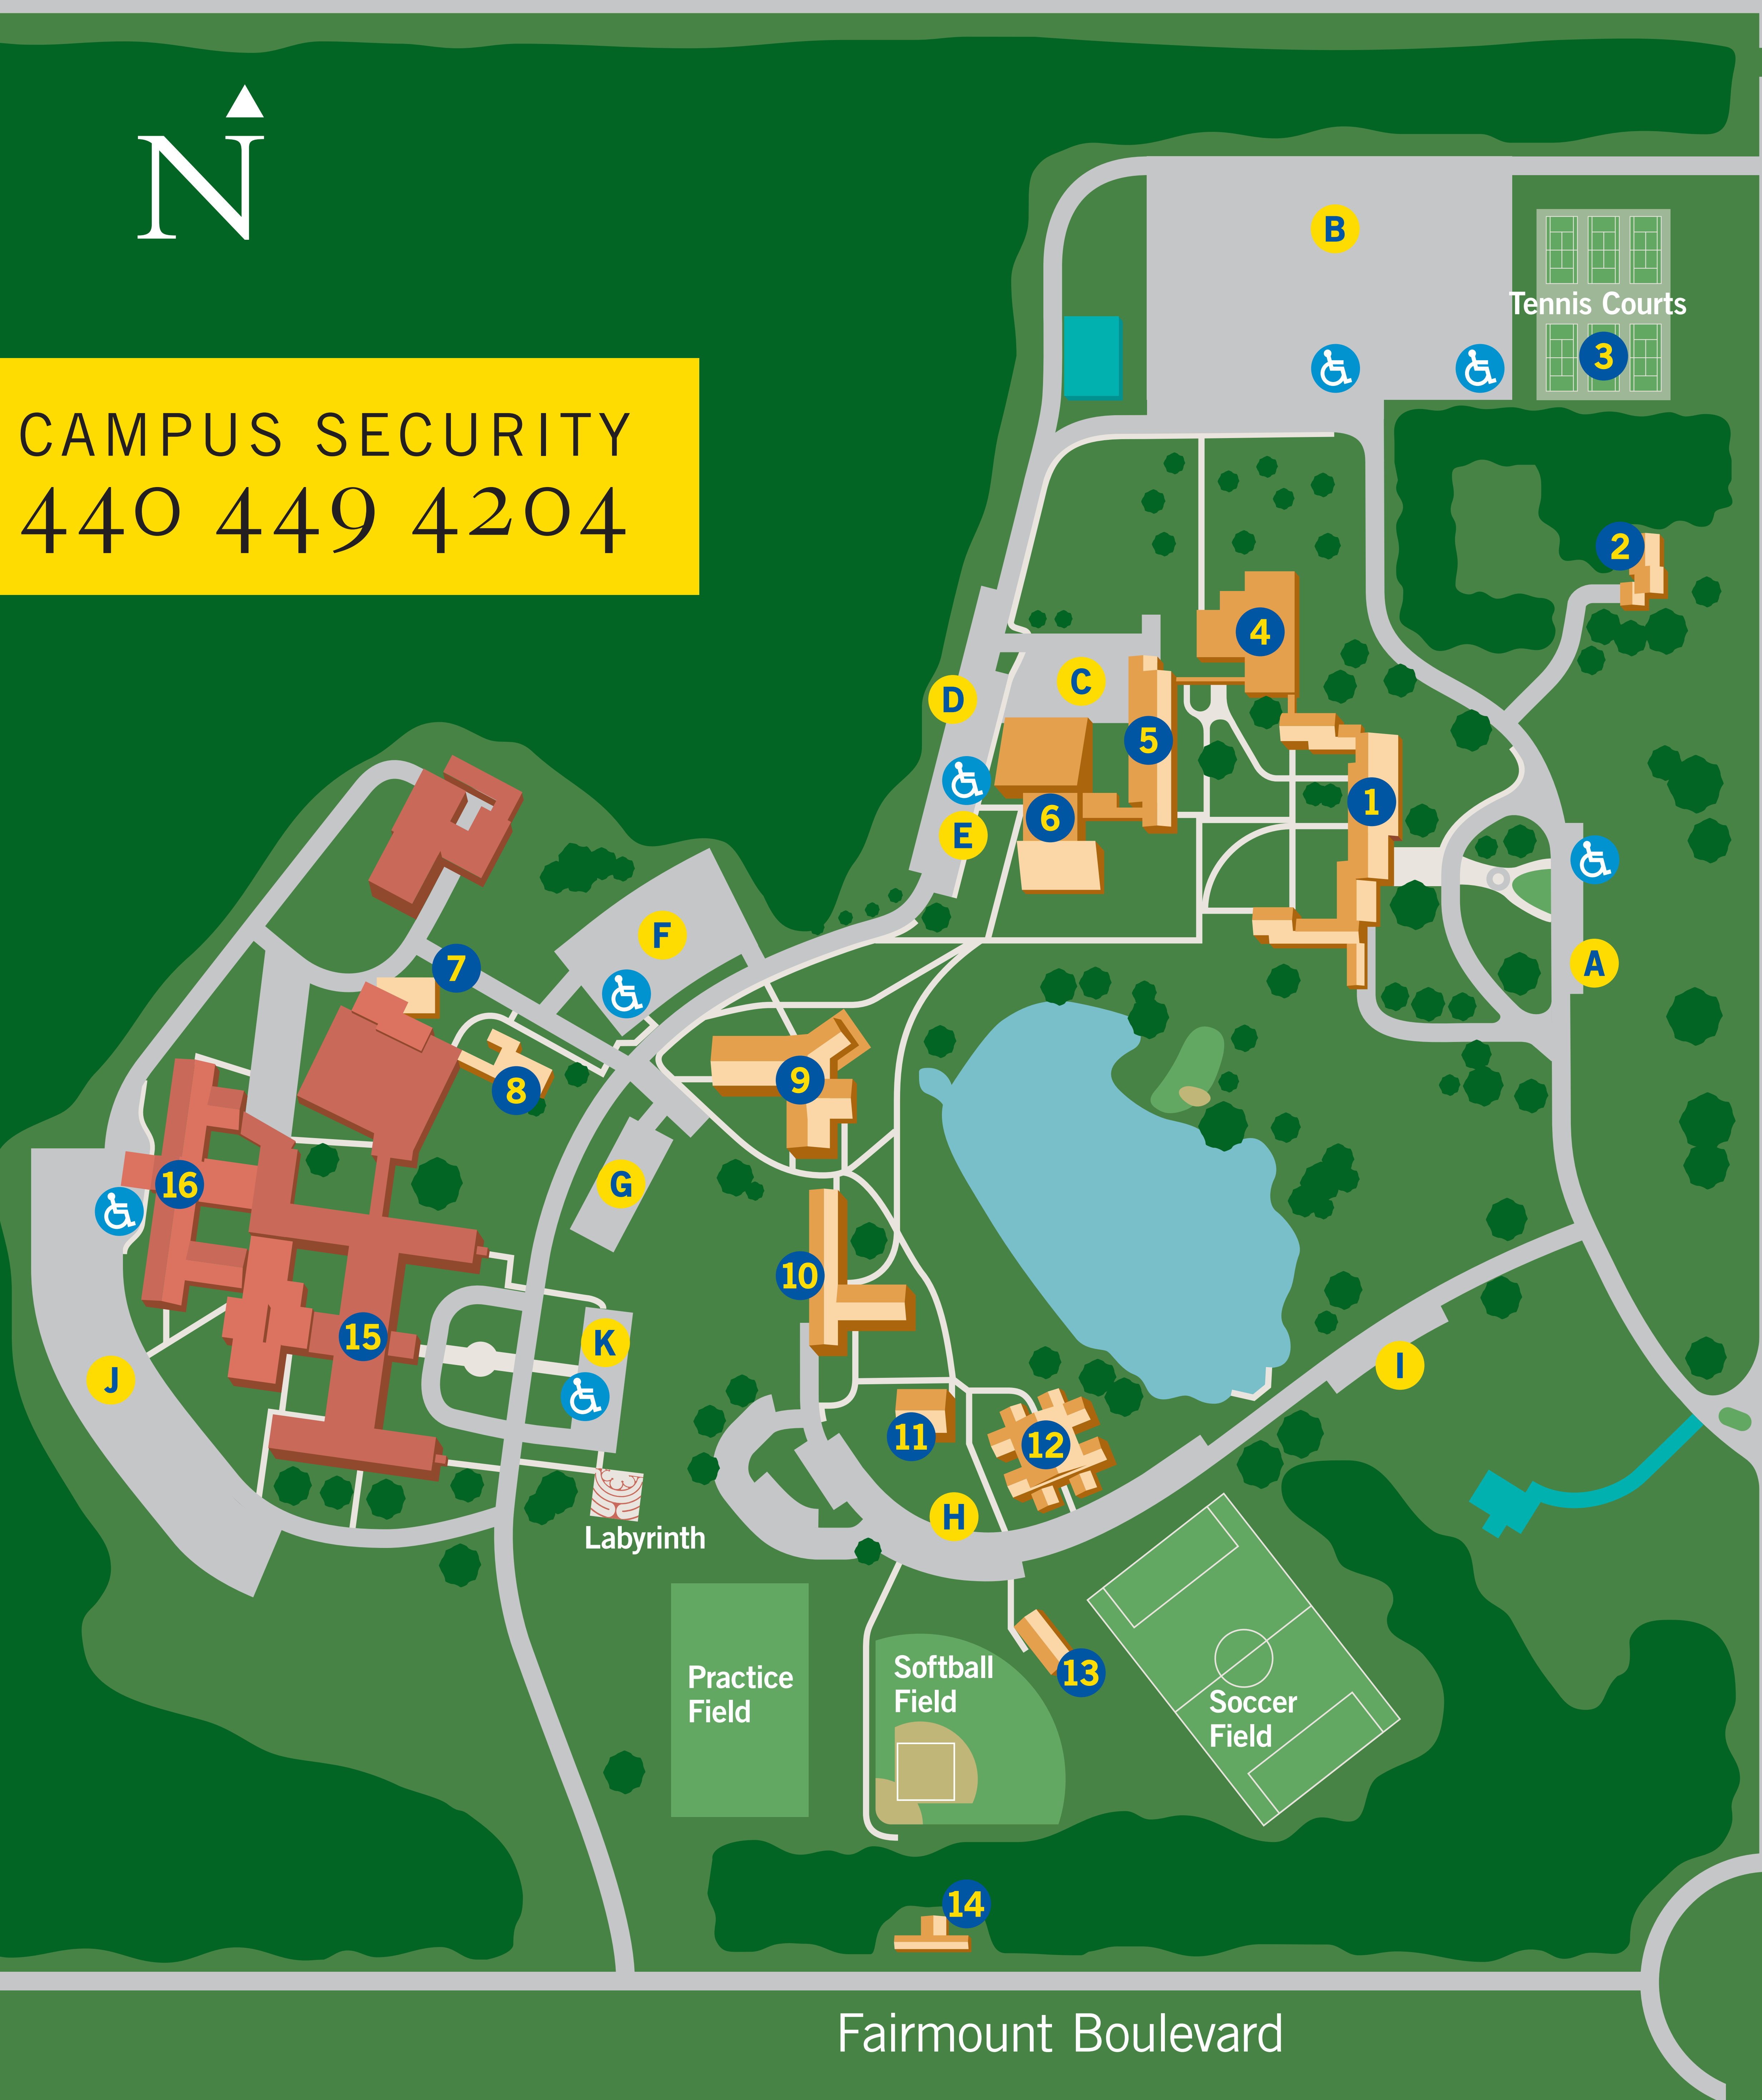 N
B
Tennis Courts
3
CAMPUS SECURITY
440 449 4204
2
4
D
C
5
1
6
E
F
A
7
8
9
16
G
10
15
K
J
I
11
12
H
Labyrinth
13
Practice
Field
Softball
Field
Soccer
Field
14
Fairmount Boulevard